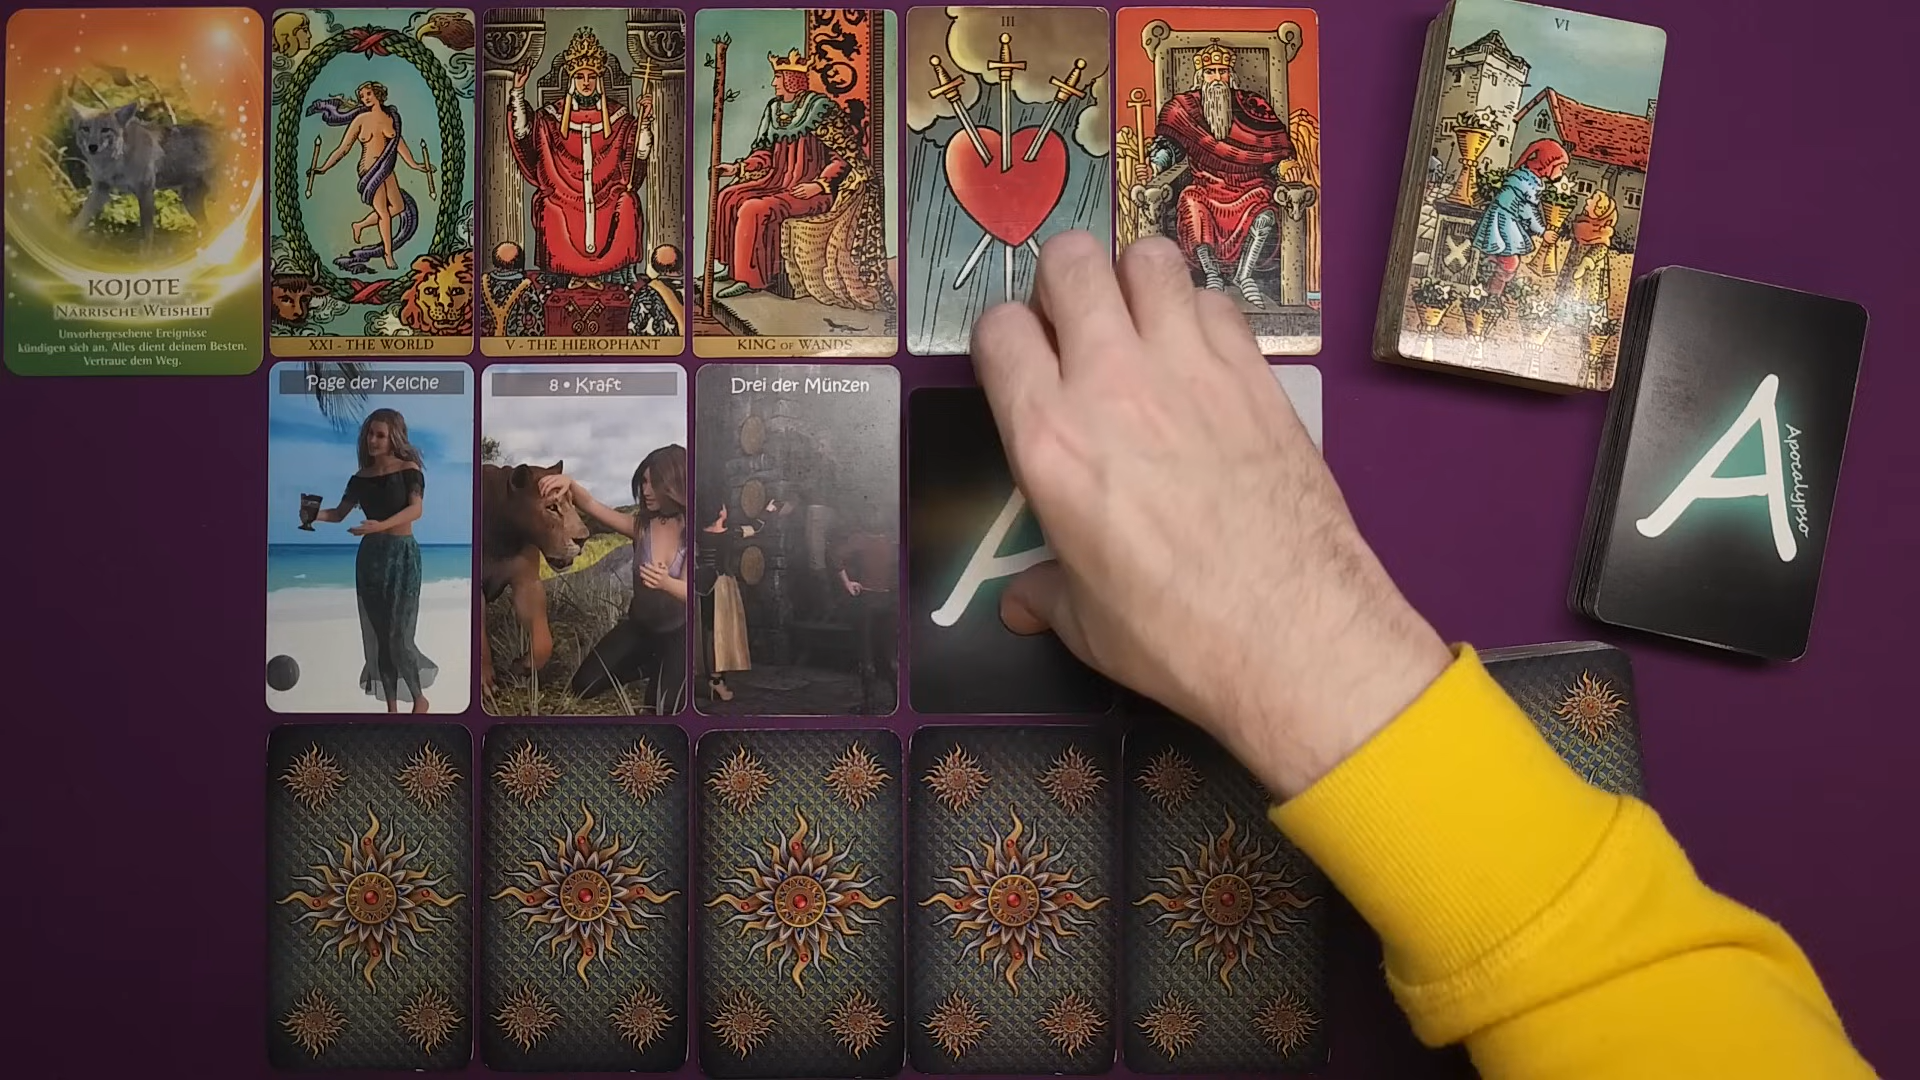 KOJOTE
NÄRRISCHE WEISHEIT
Unvorhergesehene Ereignisse
kündigen sich an. Alles dient deinem Besten.
Vertraue dem Weg.
XXI - THE WORLD
V - THE HIEROPHANT
KING OF WANDS
III
VI
Page der Kelche
8 • Kraft
Drei der Münzen
A
A
Apocalypso